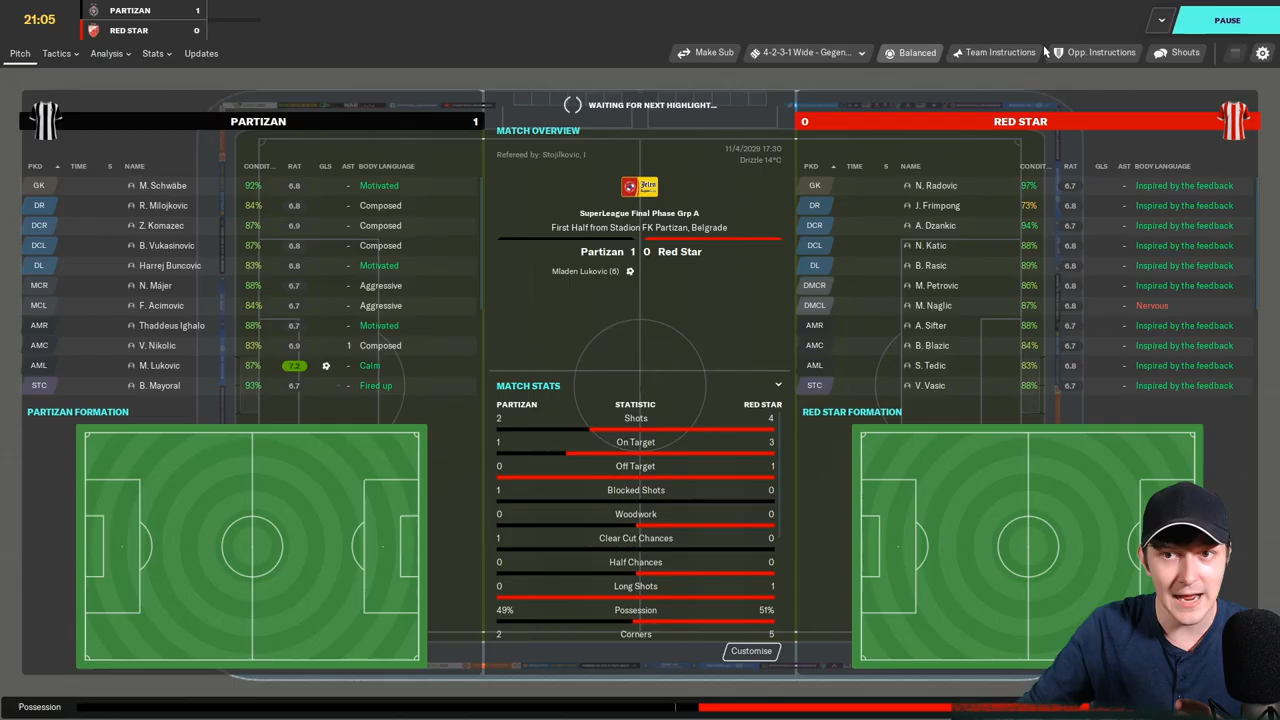 21:05
PARTIZAN 1
RED STAR 0
PAUSE
Pitch Tactics Analysis Stats Updates
Make Sub 4-2-3-1 Wide - Gegen... Balanced Team Instructions Opp. Instructions Shouts
WAITING FOR NEXT HIGHLIGHT...
PARTIZAN 1
0 RED STAR
MATCH OVERVIEW
Refereed by: Stojilkovic, I
11/4/2029 17:30
Drizzle 14°C
Jelen
SuperLeague Final Phase Grp A
First Half from Stadion FK Partizan, Belgrade
Partizan 1 0 Red Star
Mladen Lukovic (6)
PKD TIME S NAME CONDIT... RAT GLS AST BODY LANGUAGE
GK M. Schwäbe 92% 6.8 - Motivated
DR R. Milojkovic 84% 6.8 - Composed
DCR Z. Komazec 87% 6.9 - Composed
DCL B. Vukasinovic 87% 6.8 - Composed
DL Harrej Buncovic 83% 6.8 - Motivated
MCR N. Májer 88% 6.7 - Aggressive
MCL F. Acimovic 84% 6.7 - Aggressive
AMR Thaddeus Ighalo 88% 6.7 - Motivated
AMC V. Nikolic 83% 6.9 1 Composed
AML M. Lukovic 87% 7.2 - Calm
STC B. Mayoral 93% 6.7 - Fired up
PARTIZAN FORMATION
MATCH STATS
PARTIZAN STATISTIC RED STAR
2 Shots 4
1 On Target 3
0 Off Target 1
1 Blocked Shots 0
0 Woodwork 0
1 Clear Cut Chances 0
0 Half Chances 0
0 Long Shots 1
49% Possession 51%
2 Corners 5
Customise
PKD TIME S NAME CONDIT... RAT GLS AST BODY LANGUAGE
GK N. Radovic 97% 6.7 - Inspired by the feedback
DR J. Frimpong 73% 6.8 - Inspired by the feedback
DCR A. Dzankic 94% 6.7 - Inspired by the feedback
DCL N. Katic 88% 6.8 - Inspired by the feedback
DL B. Rasic 89% 6.8 - Inspired by the feedback
DMCR M. Petrovic 86% 6.8 - Inspired by the feedback
DMCL M. Naglic 87% 6.8 - Nervous
AMR A. Sifter 88% 6.7 - Inspired by the feedback
AMC B. Blazic 84% 6.8 - Inspired by the feedback
AML S. Tedic 83% 6.8 - Inspired by the feedback
STC V. Vasic 88% 6.7 - Inspired by the feedback
RED STAR FORMATION
Possession